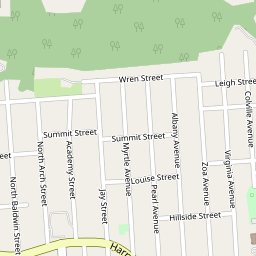 Wren Street
Leigh Street
Colville Avenue
Summit Street
Summit Street
Albany Avenue
North Arch Street
Academy Street
Myrtle Avenue
Virginia Avenue
Zoa Avenue
Louise Street
Jay Street
Pearl Avenue
North Baldwin Street
Hillside Street